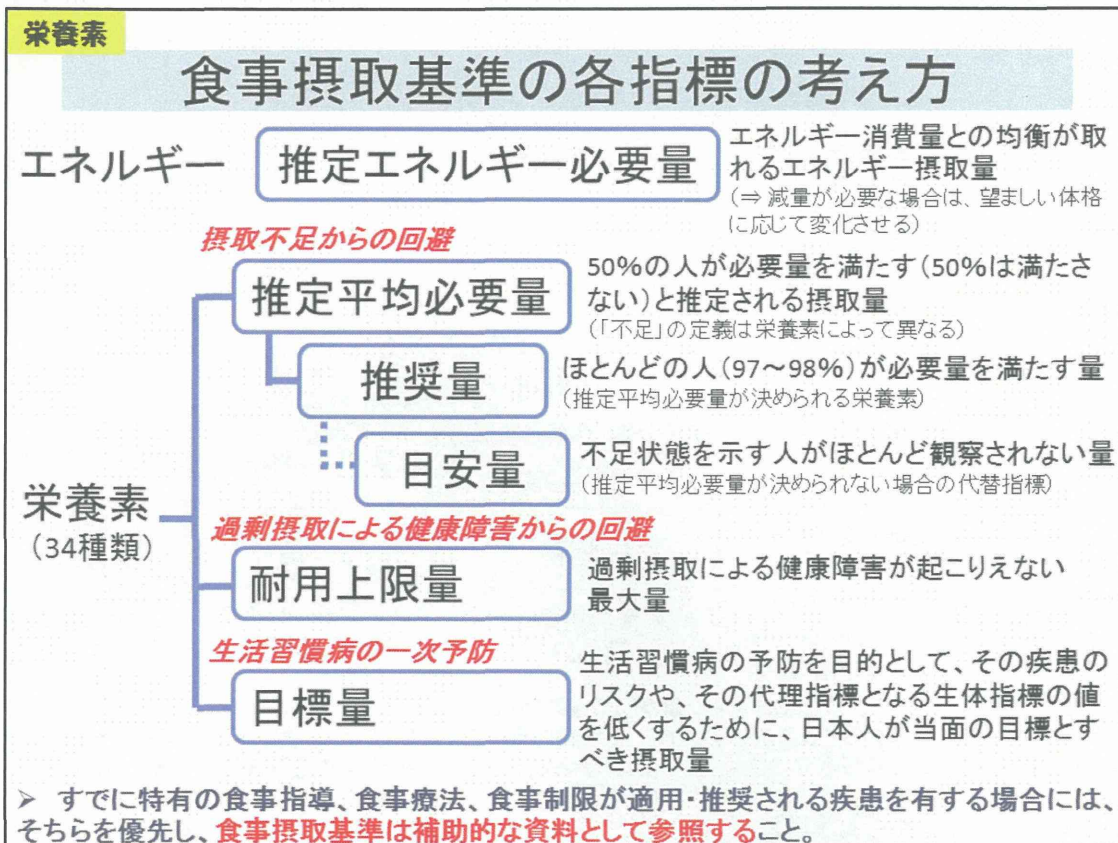 栄養素
食事摂取基準の各指標の考え方
エネルギー
推定エネルギー必要量
エネルギー消費量との均衡が取
れるエネルギー摂取量
(⇒ 減量が必要な場合は、望ましい体格
に応じて変化させる)
摂取不足からの回避
推定平均必要量
50%の人が必要量を満たす(50%は満たさ
ない)と推定される摂取量
(「不足」の定義は栄養素によって異なる)
推奨量
ほとんどの人(97～98%)が必要量を満たす量
(推定平均必要量が決められる栄養素)
目安量
不足状態を示す人がほとんど観察されない量
(推定平均必要量が決められない場合の代替指標)
栄養素
(34種類)
過剰摂取による健康障害からの回避
耐用上限量
過剰摂取による健康障害が起こりえない
最大量
生活習慣病の一次予防
目標量
生活習慣病の予防を目的として、その疾患の
リスクや、その代理指標となる生体指標の値
を低くするために、日本人が当面の目標とす
べき摂取量
➢ すでに特有の食事指導、食事療法、食事制限が適用・推奨される疾患を有する場合には、
そちらを優先し、食事摂取基準は補助的な資料として参照すること。